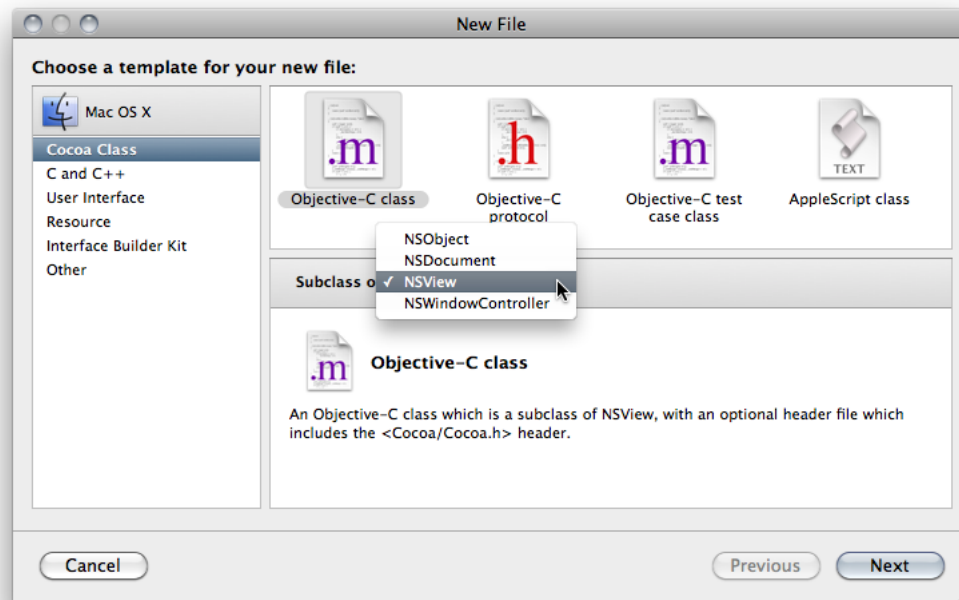 New File
Choose a template for your new file:
Mac OS X
Cocoa Class
C and C++
User Interface
Resource
Interface Builder Kit
Other
.m
.h
.m
TEXT
Objective-C class
Objective-C
protocol
Objective-C test
case class
AppleScript class
Subclass o
NSObject
NSDocument
✓ NSView
NSWindowController
.m
Objective-C class
An Objective-C class which is a subclass of NSView, with an optional header file which
includes the <Cocoa/Cocoa.h> header.
Cancel
Previous
Next